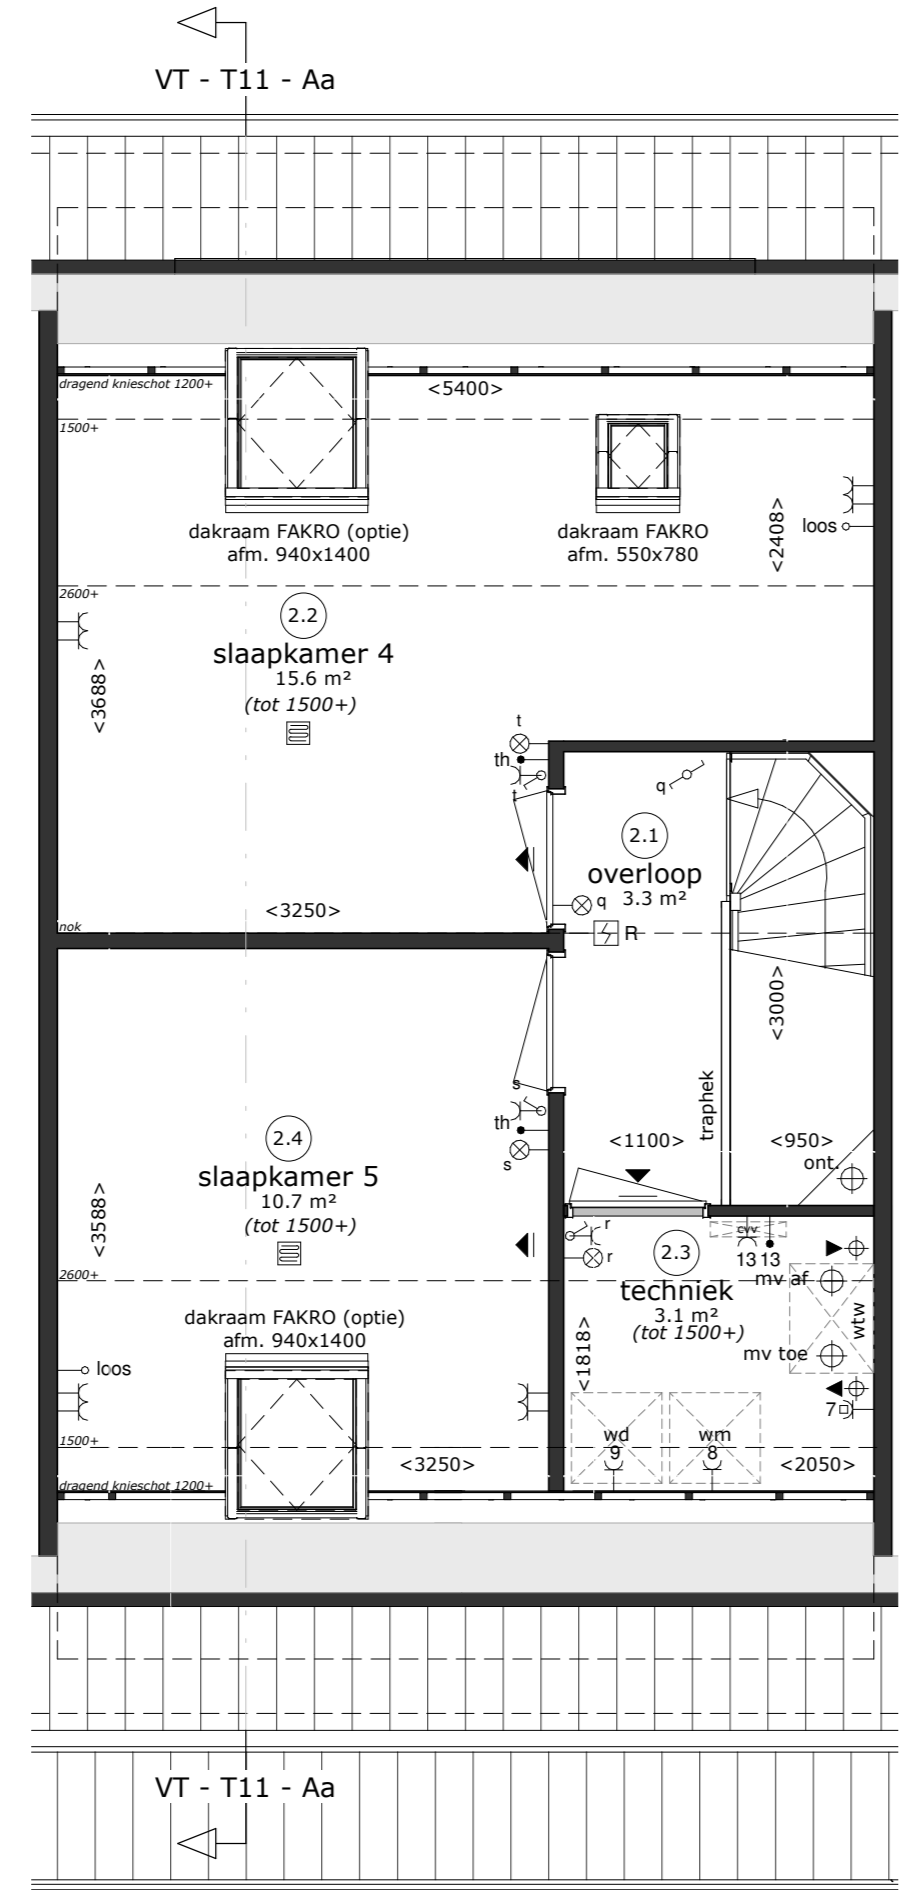 VT - T11 - Aa
dragend knieschot 1200+
<5400>
1500+
dakraam FAKRO (optie)
afm. 940x1400
dakraam FAKRO
afm. 550x780
<2408>
loos
2600+
2.2
slaapkamer 4
15.6 m²
(tot 1500+)
<3688>
t
th
t
q
2.1
overloop
3.3 m²
<3250>
q
nok
R
<3000>
traphek
s
th
s
2.4
slaapkamer 5
10.7 m²
(tot 1500+)
<3588>
<1100>
<950>
ont.
r
r
2.3
techniek
3.1 m²
(tot 1500+)
cvv
13 13
mv af
wtw
mv toe
2600+
dakraam FAKRO (optie)
afm. 940x1400
<1818>
loos
7
1500+
wd
9
wm
8
<3250>
<2050>
dragend knieschot 1200+
VT - T11 - Aa